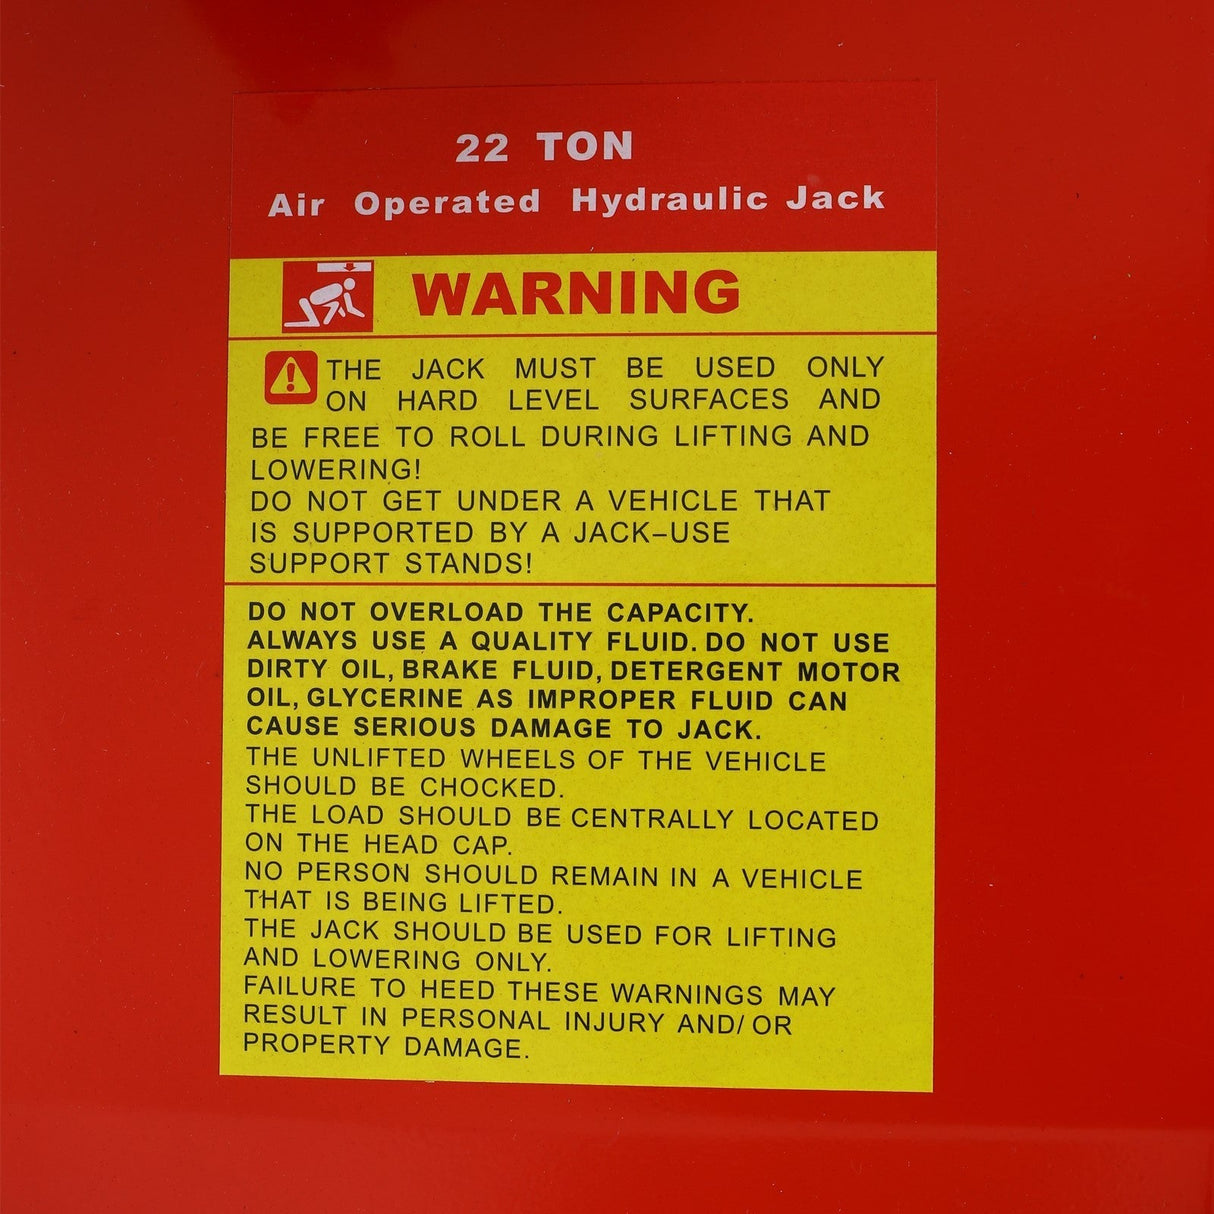 22 TON
Air Operated Hydraulic Jack
WARNING
THE JACK MUST BE USED ONLY
ON HARD LEVEL SURFACES AND
BE FREE TO ROLL DURING LIFTING AND
LOWERING!
DO NOT GET UNDER A VEHICLE THAT
IS SUPPORTED BY A JACK–USE
SUPPORT STANDS!
DO NOT OVERLOAD THE CAPACITY.
ALWAYS USE A QUALITY FLUID. DO NOT USE
DIRTY OIL, BRAKE FLUID, DETERGENT MOTOR
OIL, GLYCERINE AS IMPROPER FLUID CAN
CAUSE SERIOUS DAMAGE TO JACK.
THE UNLIFTED WHEELS OF THE VEHICLE
SHOULD BE CHOCKED.
THE LOAD SHOULD BE CENTRALLY LOCATED
ON THE HEAD CAP.
NO PERSON SHOULD REMAIN IN A VEHICLE
THAT IS BEING LIFTED.
THE JACK SHOULD BE USED FOR LIFTING
AND LOWERING ONLY.
FAILURE TO HEED THESE WARNINGS MAY
RESULT IN PERSONAL INJURY AND/ OR
PROPERTY DAMAGE.